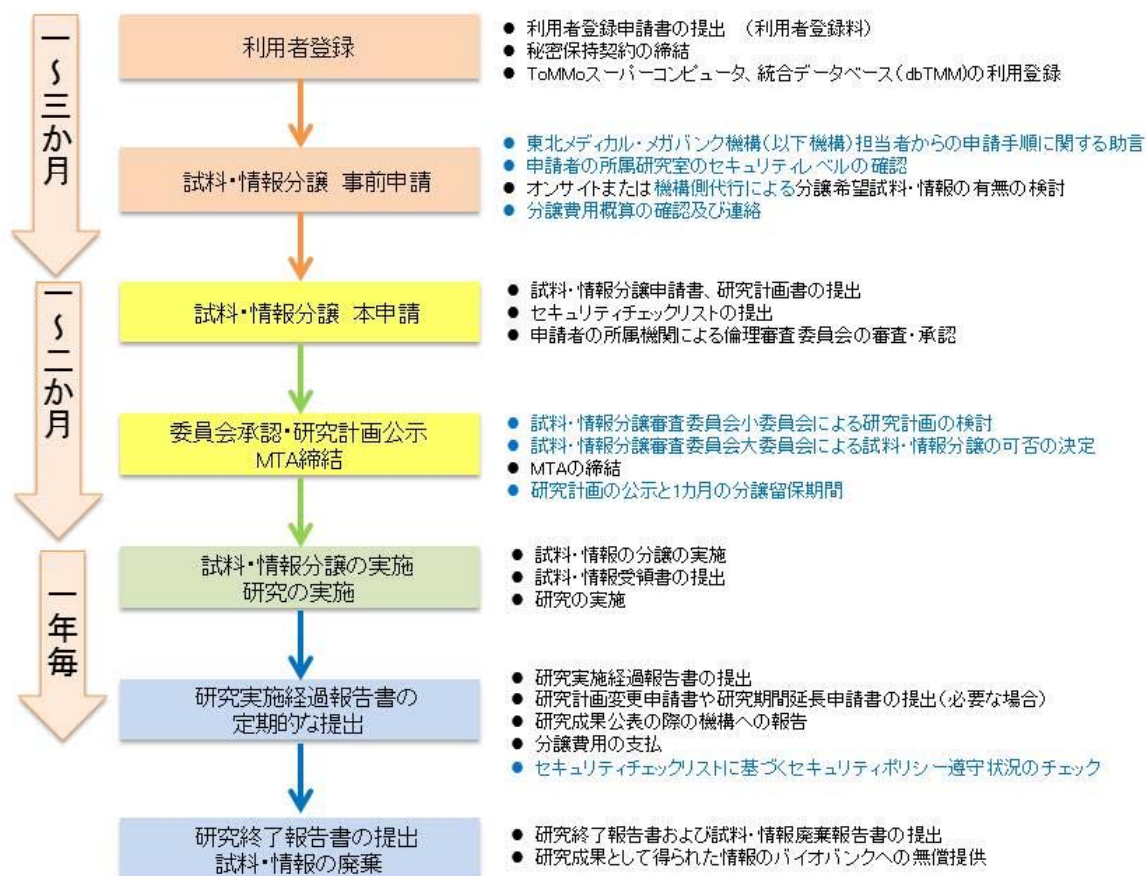 一～三か月
利用者登録
● 利用者登録申請書の提出 （利用者登録料）
● 秘密保持契約の締結
● ToMMoスーパーコンピュータ、統合データベース（dbTMM）の利用登録
試料・情報分譲 事前申請
● 東北メディカル・メガバンク機構（以下機構）担当者からの申請手順に関する助言
● 申請者の所属研究室のセキュリティレベルの確認
● オンサイトまたは機構側代行による分譲希望試料・情報の有無の検討
● 分譲費用概算の確認及び連絡
一～二か月
試料・情報分譲 本申請
● 試料・情報分譲申請書、研究計画書の提出
● セキュリティチェックリストの提出
● 申請者の所属機関による倫理審査委員会の審査・承認
委員会承認・研究計画公示
MTA締結
● 試料・情報分譲審査委員会小委員会による研究計画の検討
● 試料・情報分譲審査委員会大委員会による試料・情報分譲の可否の決定
● MTAの締結
● 研究計画の公示と1カ月の分譲留保期間
一年毎
試料・情報分譲の実施
研究の実施
● 試料・情報の分譲の実施
● 試料・情報受領書の提出
● 研究の実施
研究実施経過報告書の
定期的な提出
● 研究実施経過報告書の提出
● 研究計画変更申請書や研究期間延長申請書の提出（必要な場合）
● 研究成果公表の際の機構への報告
● 分譲費用の支払
● セキュリティチェックリストに基づくセキュリティポリシー遵守状況のチェック
研究終了報告書の提出
試料・情報の廃棄
● 研究終了報告書および試料・情報廃棄報告書の提出
● 研究成果として得られた情報のバイオバンクへの無償提供